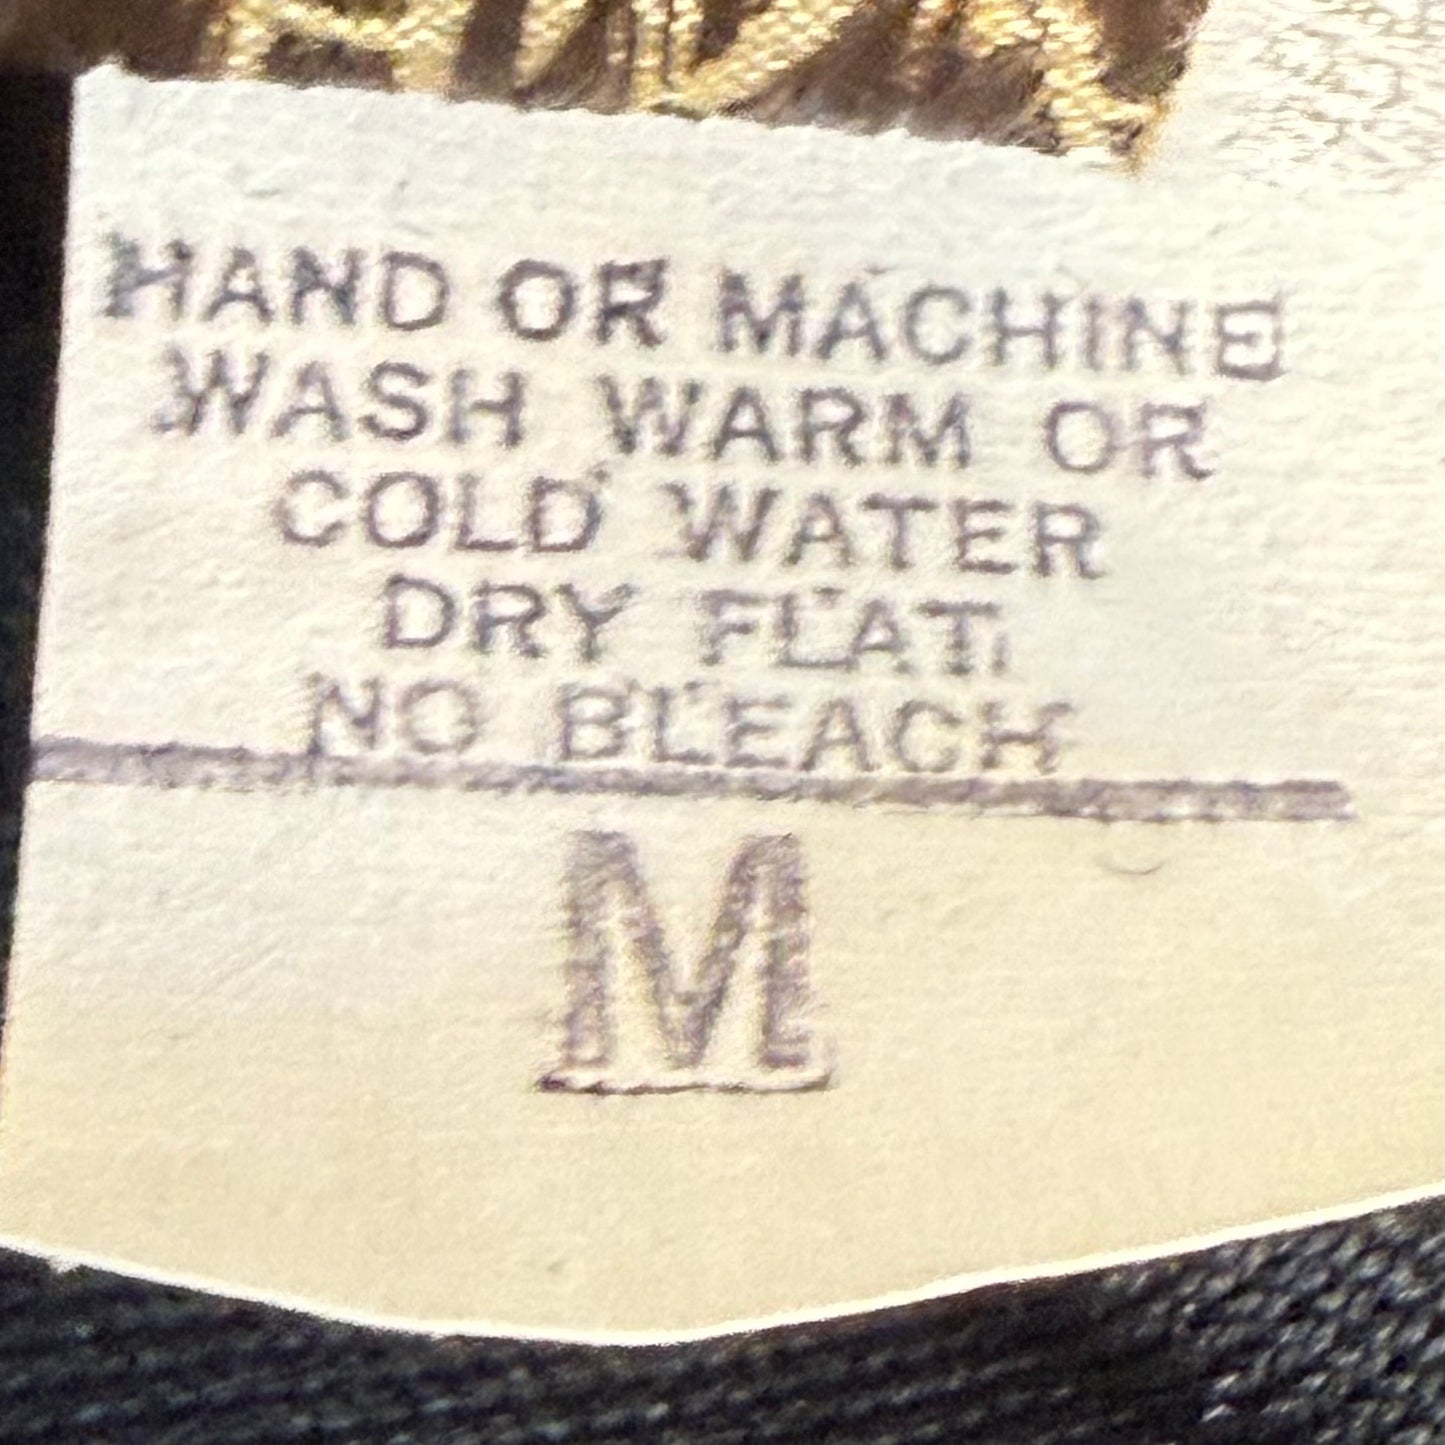 HAND OR MACHINE
WASH WARM OR
COLD WATER
DRY FLAT
NO BLEACH
M